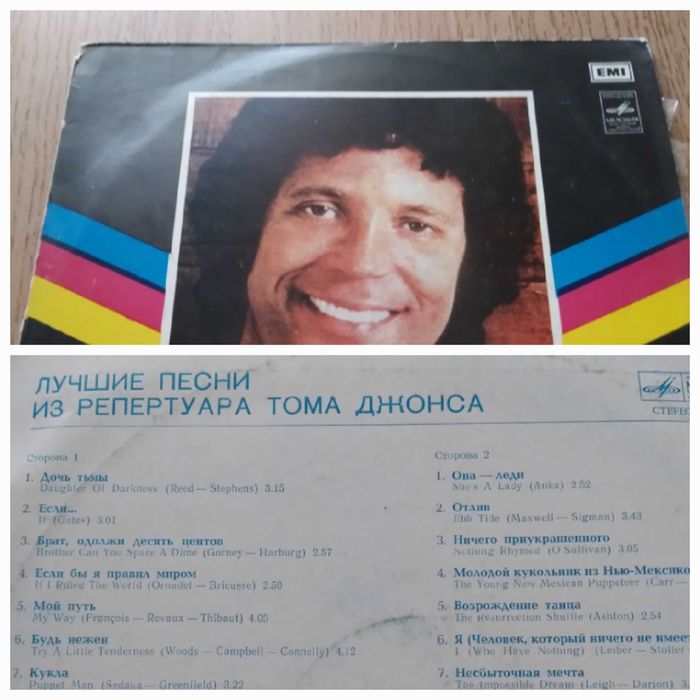 EMI
МЕЛОДИЯ
ЛУЧШИЕ ПЕСНИ
ИЗ РЕПЕРТУАРА ТОМА ДЖОНСА
СТЕРЕО
Сторона 1
1. Дочь тьмы
Daughter Of Darkness (Reed — Stephens) 3.15
2. Если...
If (Gates) 3.01
3. Брат, одолжи десять центов
Brother Can You Spare A Dime (Gorney — Harburg) 2.57
4. Если бы я правил миром
If I Ruled The World (Ornadel — Bricusse) 2.50
5. Мой путь
My Way (François — Revaux — Thibaut) 4.05
6. Будь нежен
Try A Little Tenderness (Woods — Campbell — Connelly) 4.12
7. Кукла
Puppet Man (Sedaka — Greenfield) 3.22
Сторона 2
1. Она — леди
She's A Lady (Anka) 2.52
2. Отлив
Ebb Tide (Maxwell — Sigman) 3.43
3. Ничего приукрашенного
Nothing Rhymed (O'Sullivan) 3.05
4. Молодой кукольник из Нью-Мексико
The Young New Mexican Puppeteer (Carr —
5. Возрождение танца
The Resurrection Shuffle (Ashton) 2.54
6. Я (Человек, который ничего не имеет
I (Who Have Nothing) (Leiber — Stoller
7. Несбыточная мечта
The Impossible Dream (Leigh — Darion) 3